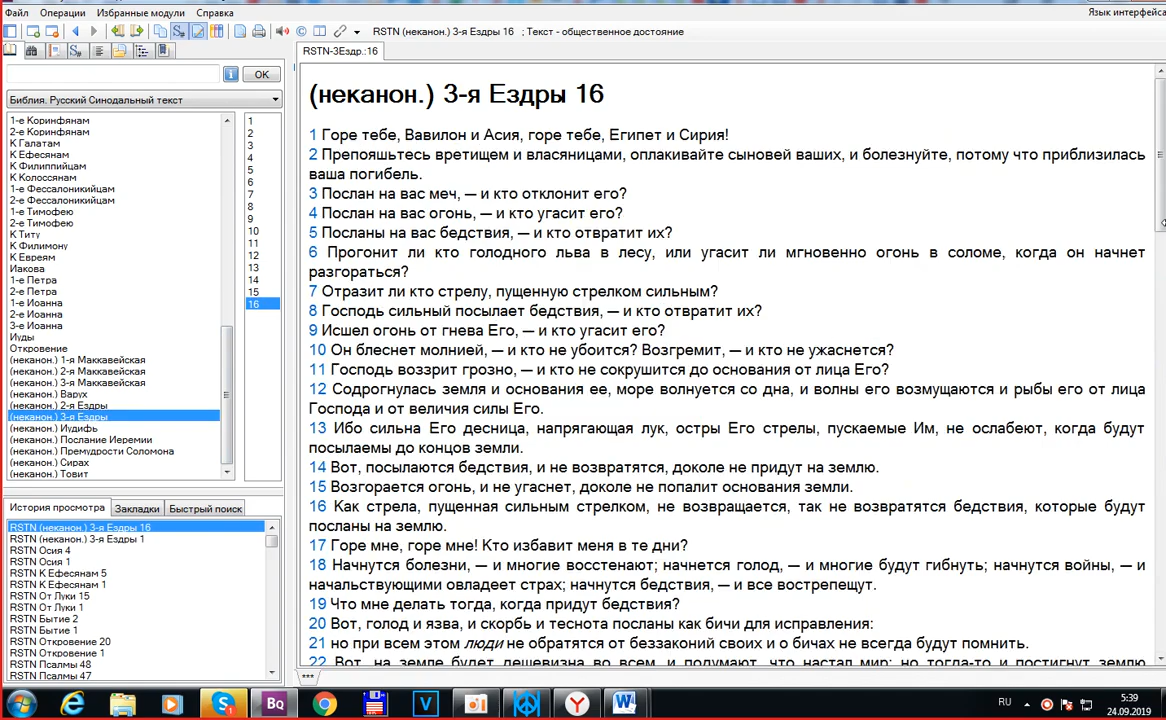 Файл Операции Избранные модули Справка
Язык интерфейса
RSTN (неканон.) 3-я Ездры 16 ; Текст - общественное достояние
RSTN-3Ездр.:16
OK
Библия. Русский Синодальный текст
1-е Коринфянам
2-е Коринфянам
К Галатам
К Ефесянам
К Филиппийцам
К Колоссянам
1-е Фессалоникийцам
2-е Фессалоникийцам
1-е Тимофею
2-е Тимофею
К Титу
К Филимону
К Евреям
Иакова
1-е Петра
2-е Петра
1-е Иоанна
2-е Иоанна
3-е Иоанна
Иуды
Откровение
(неканон.) 1-я Маккавейская
(неканон.) 2-я Маккавейская
(неканон.) 3-я Маккавейская
(неканон.) Варух
(неканон.) 2-я Ездры
(неканон.) 3-я Ездры
(неканон.) Иудифь
(неканон.) Послание Иеремии
(неканон.) Премудрости Соломона
(неканон.) Сирах
(неканон.) Товит
1
2
3
4
5
6
7
8
9
10
11
12
13
14
15
16
История просмотра Закладки Быстрый поиск
RSTN (неканон.) 3-я Ездры 16
RSTN (неканон.) 3-я Ездры 1
RSTN Осия 4
RSTN Осия 1
RSTN К Ефесянам 5
RSTN К Ефесянам 1
RSTN От Луки 15
RSTN От Луки 1
RSTN Бытие 2
RSTN Бытие 1
RSTN Откровение 20
RSTN Откровение 1
RSTN Псалмы 48
RSTN Псалмы 47
(неканон.) 3-я Ездры 16
1 Горе тебе, Вавилон и Асия, горе тебе, Египет и Сирия!
2 Препояшьтесь вретищем и власяницами, оплакивайте сыновей ваших, и болезнуйте, потому что приблизилась
ваша погибель.
3 Послан на вас меч, — и кто отклонит его?
4 Послан на вас огонь, — и кто угасит его?
5 Посланы на вас бедствия, — и кто отвратит их?
6 Прогонит ли кто голодного льва в лесу, или угасит ли мгновенно огонь в соломе, когда он начнет
разгораться?
7 Отразит ли кто стрелу, пущенную стрелком сильным?
8 Господь сильный посылает бедствия, — и кто отвратит их?
9 Исшел огонь от гнева Его, — и кто угасит его?
10 Он блеснет молнией, — и кто не убоится? Возгремит, — и кто не ужаснется?
11 Господь воззрит грозно, — и кто не сокрушится до основания от лица Его?
12 Содрогнулась земля и основания ее, море волнуется со дна, и волны его возмущаются и рыбы его от лица
Господа и от величия силы Его.
13 Ибо сильна Его десница, напрягающая лук, остры Его стрелы, пускаемые Им, не ослабеют, когда будут
посылаемы до концов земли.
14 Вот, посылаются бедствия, и не возвратятся, доколе не придут на землю.
15 Возгорается огонь, и не угаснет, доколе не попалит основания земли.
16 Как стрела, пущенная сильным стрелком, не возвращается, так не возвратятся бедствия, которые будут
посланы на землю.
17 Горе мне, горе мне! Кто избавит меня в те дни?
18 Начнутся болезни, — и многие восстенают; начнется голод, — и многие будут гибнуть; начнутся войны, — и
начальствующими овладеет страх; начнутся бедствия, — и все вострепещут.
19 Что мне делать тогда, когда придут бедствия?
20 Вот, голод и язва, и скорбь и теснота посланы как бичи для исправления:
21 но при всем этом люди не обратятся от беззаконий своих и о бичах не всегда будут помнить.
22 Вот, на земле будет дешевизна во всем, и подумают, что настал мир; но тогда-то и постигнут землю
***
RU
5:39
24.09.2019